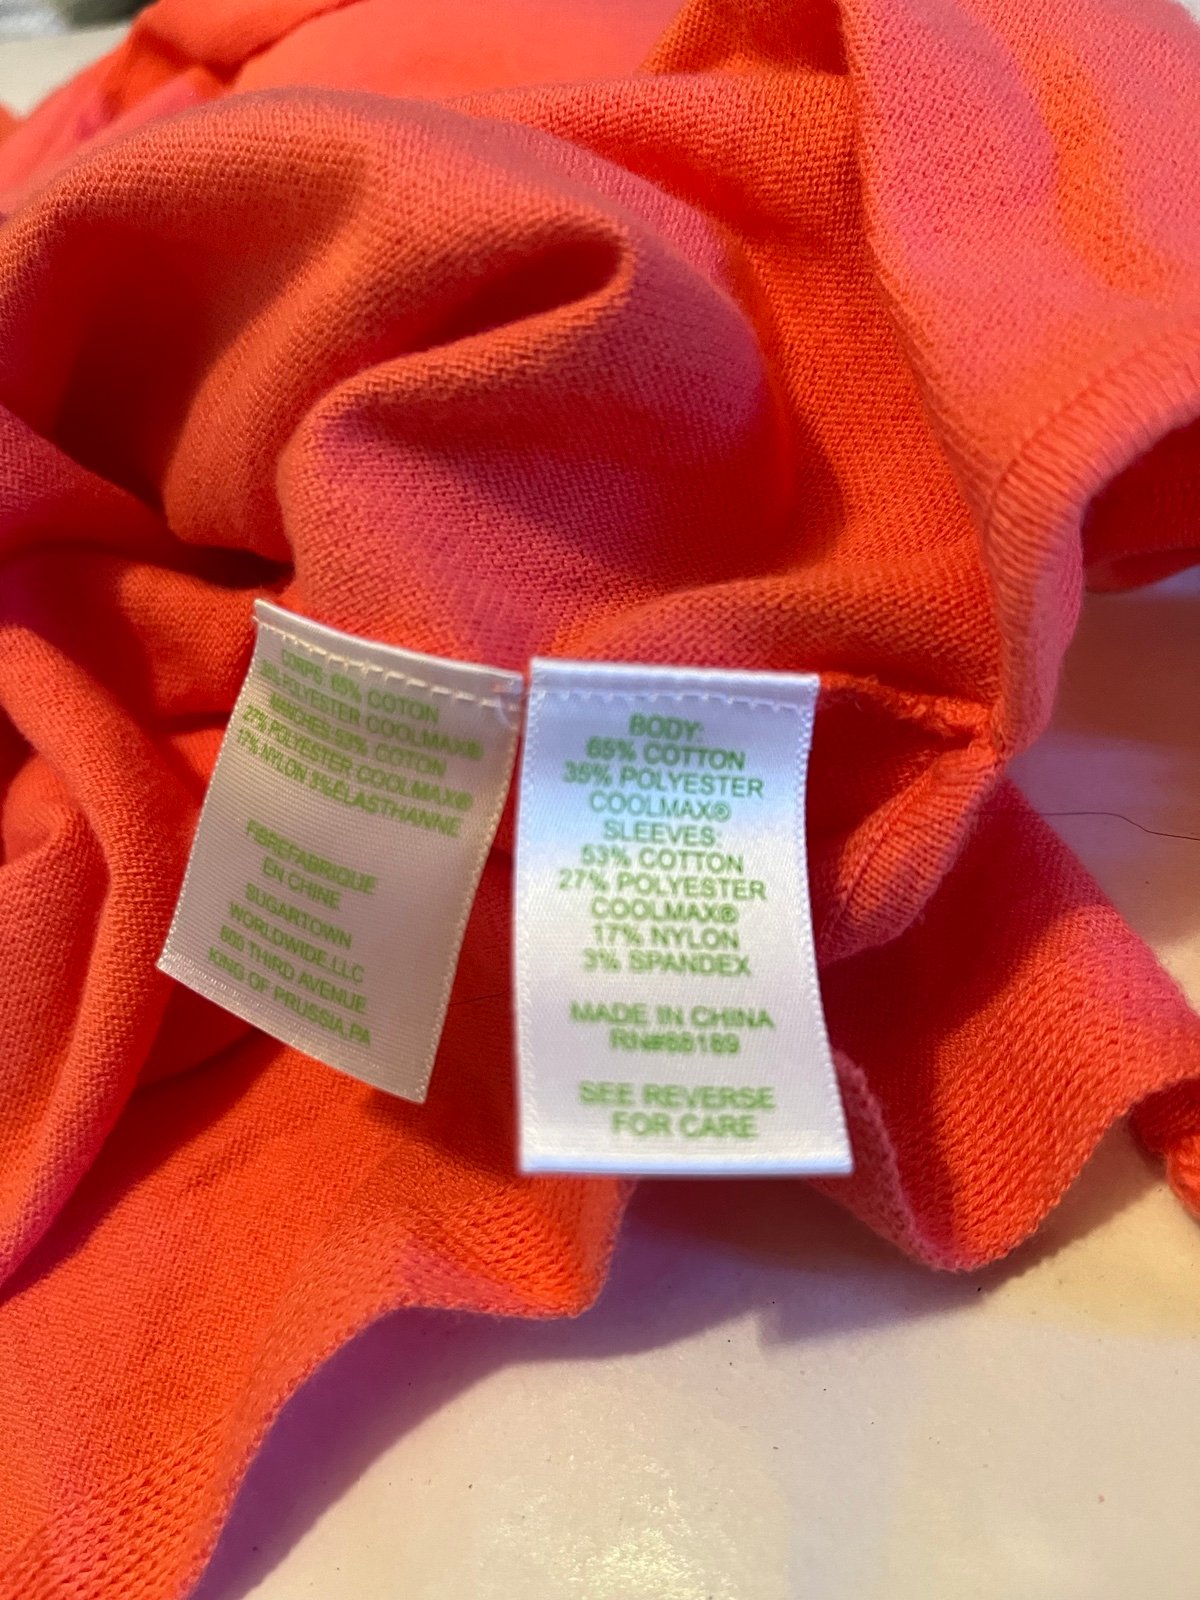 CORPS: 65% COTON
35% POLYESTER COOLMAX®
MANCHES:53% COTON
27% POLYESTER COOLMAX®
17% NYLON 3%ELASTHANNE
FIBREFABRIQUE
EN CHINE
SUGARTOWN
WORLDWIDE,LLC
800 THIRD AVENUE
KING OF PRUSSIA,PA
BODY:
65% COTTON
35% POLYESTER
COOLMAX®
SLEEVES:
53% COTTON
27% POLYESTER
COOLMAX®
17% NYLON
3% SPANDEX
MADE IN CHINA
RN#88189
SEE REVERSE
FOR CARE